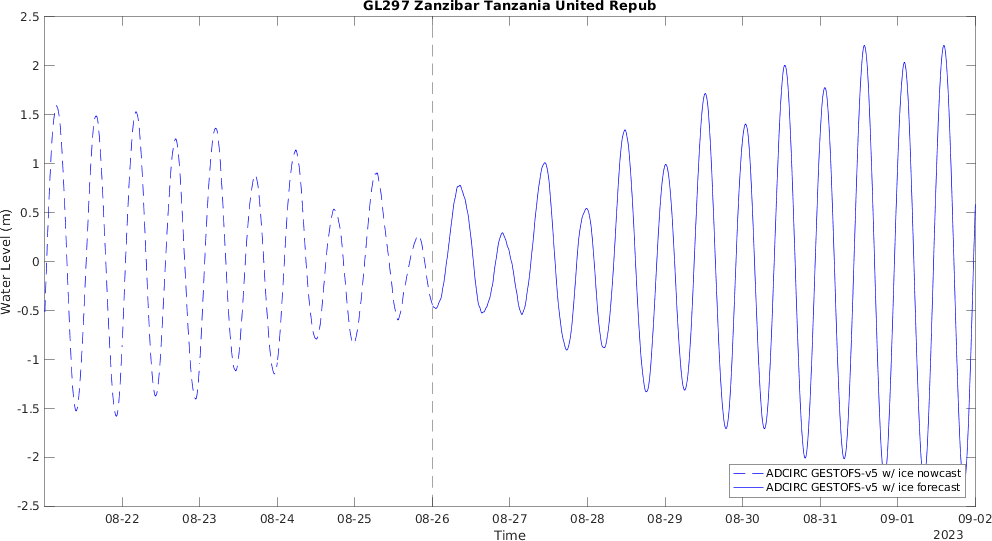 GL297 Zanzibar Tanzania United Repub
2.5
2
1.5
1
0.5
0
-0.5
-1
-1.5
-2
-2.5
Water Level (m)
ADCIRC GESTOFS-v5 w/ ice nowcast
ADCIRC GESTOFS-v5 w/ ice forecast
08-22 08-23 08-24 08-25 08-26 08-27 08-28 08-29 08-30 08-31 09-01 09-02
Time
2023